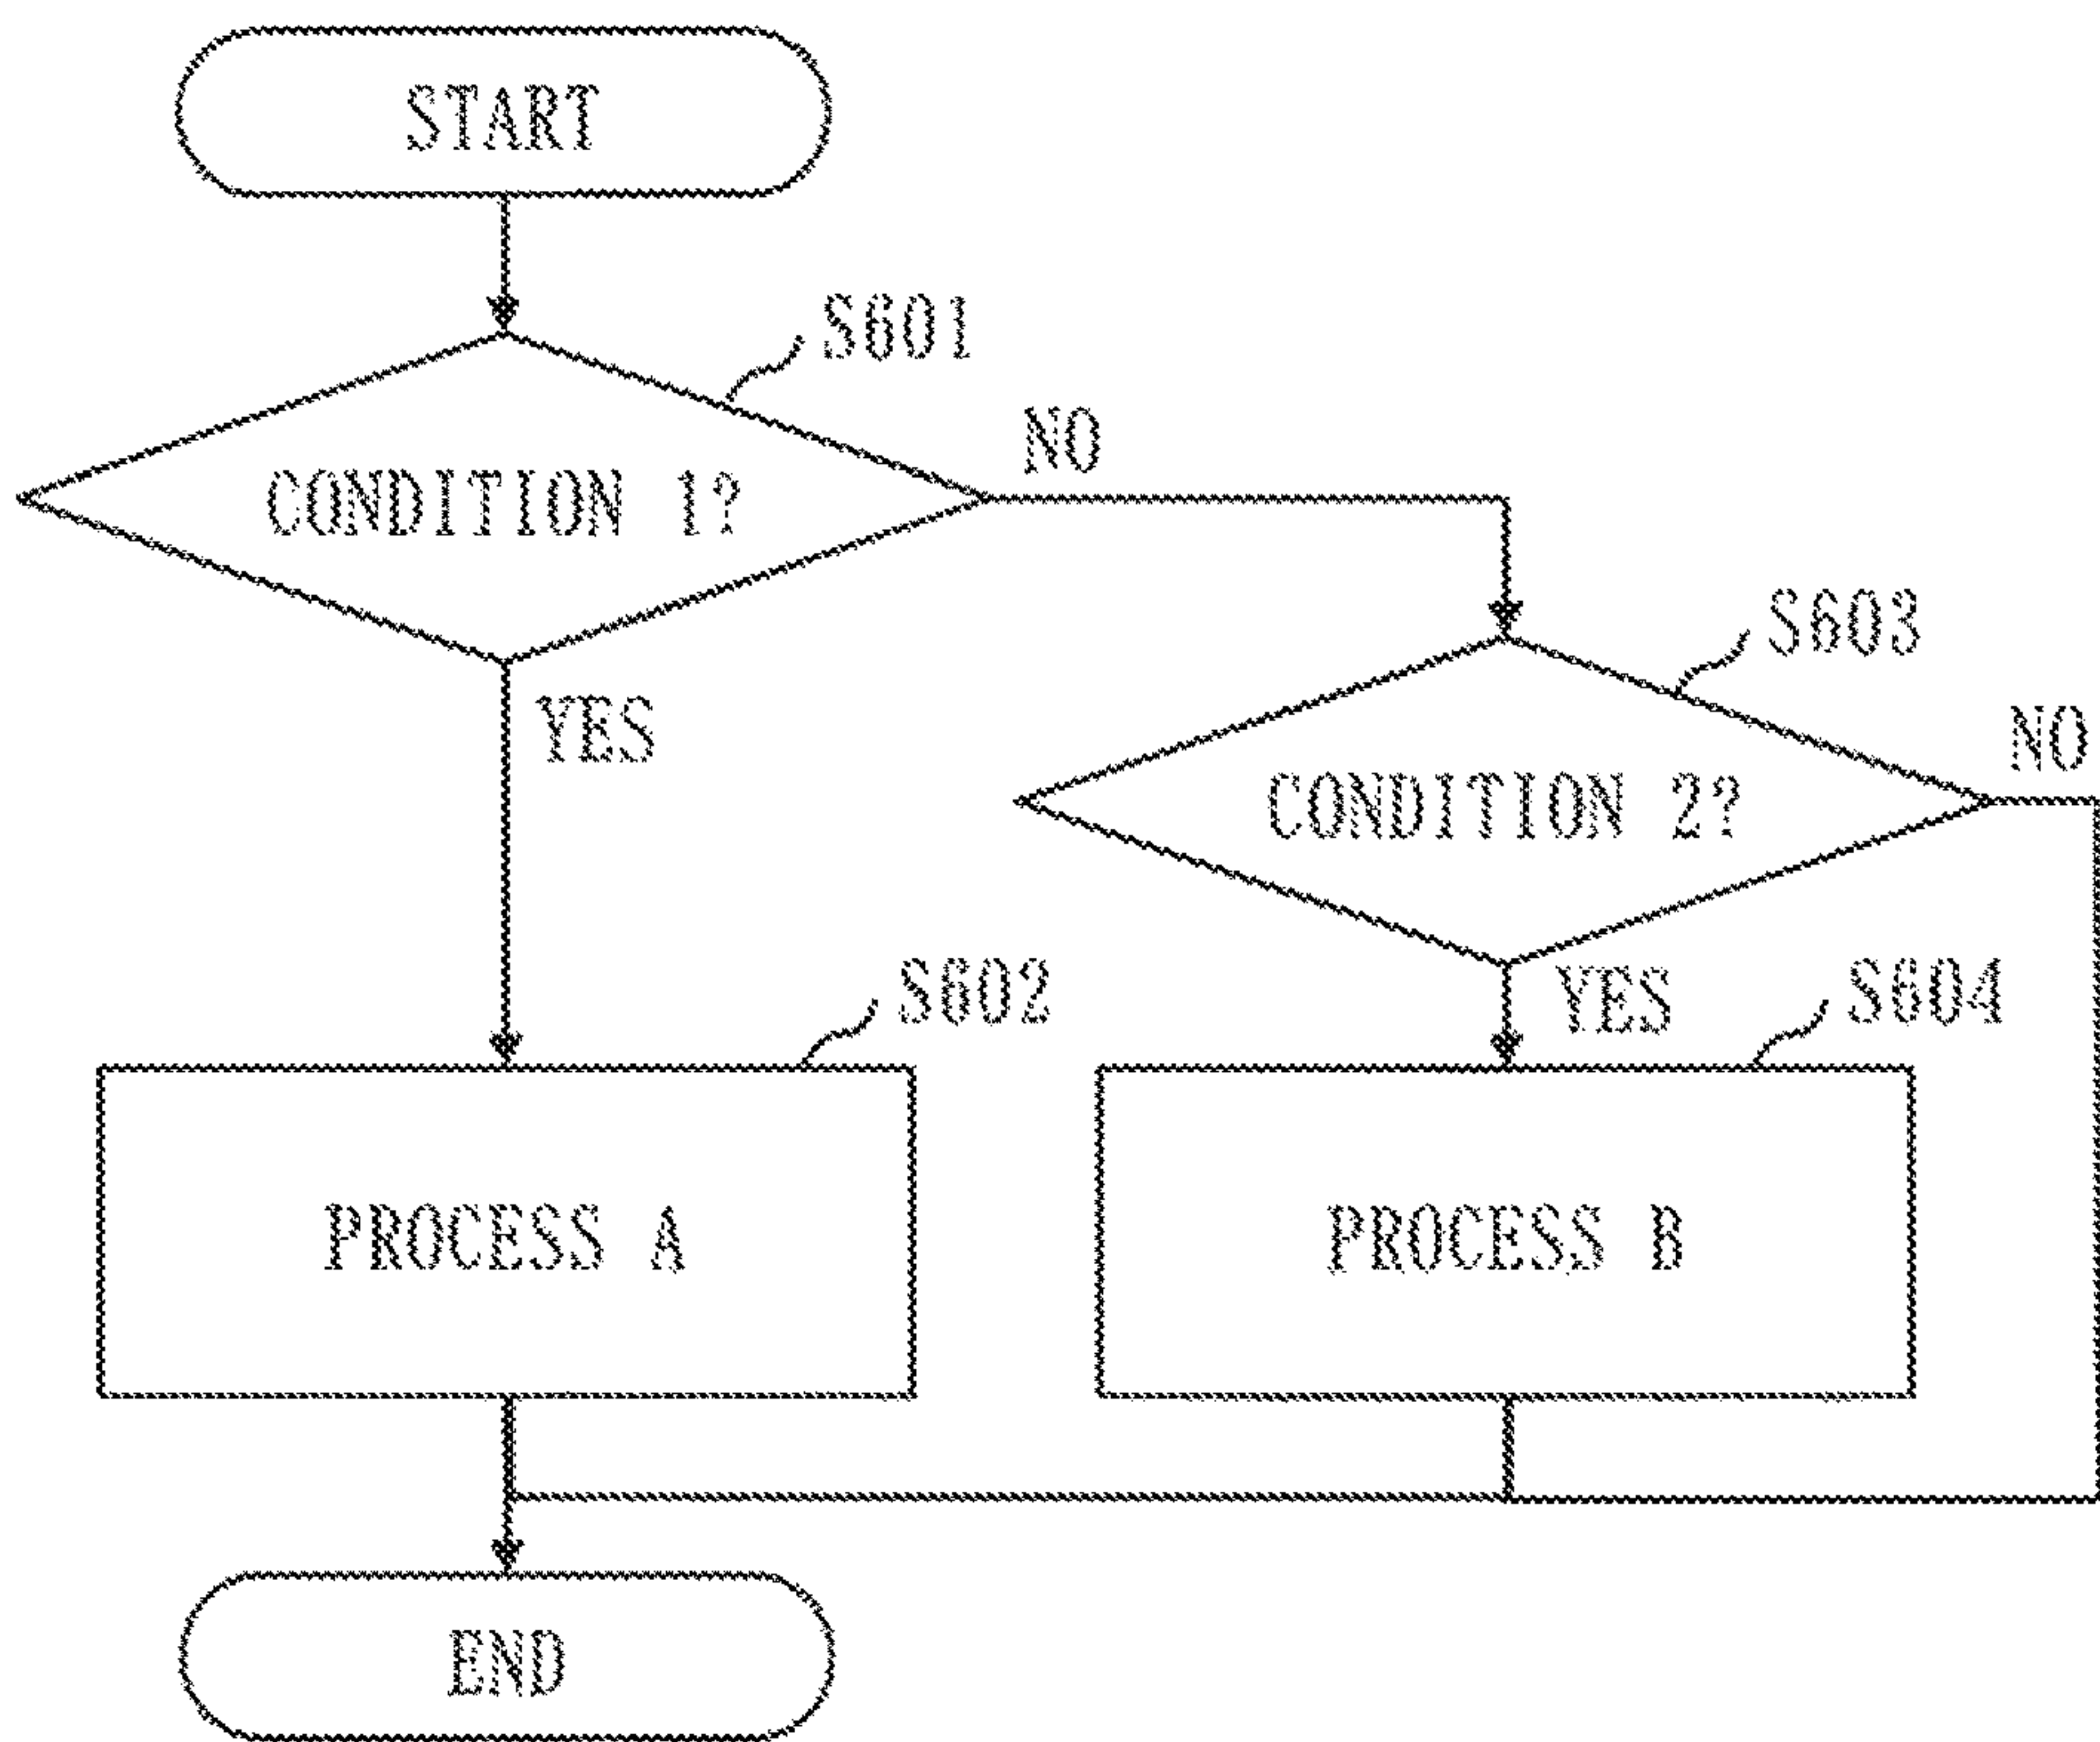 START
S601
NO
CONDITION 1?
S603
YES
NO
CONDITION 2?
S602
YES
S604
PROCESS A
PROCESS B
END